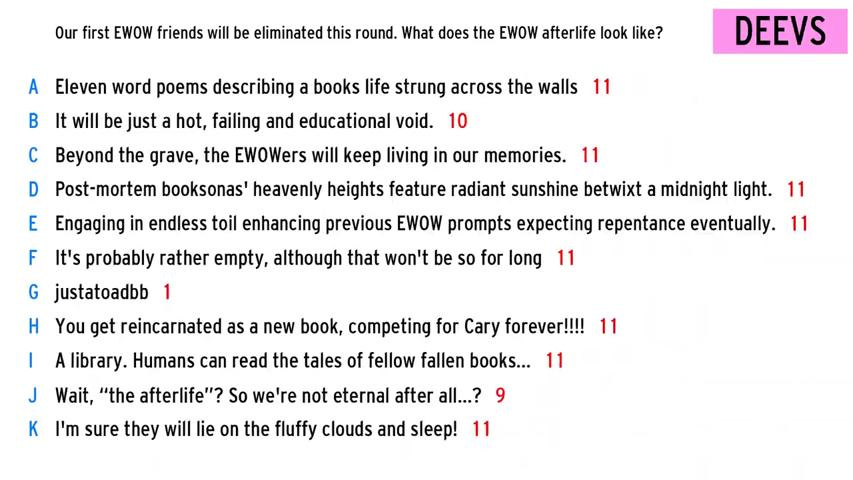 Our first EWOW friends will be eliminated this round. What does the EWOW afterlife look like?
DEEVS
A Eleven word poems describing a books life strung across the walls 11
B It will be just a hot, failing and educational void. 10
C Beyond the grave, the EWOWers will keep living in our memories. 11
D Post-mortem booksonas' heavenly heights feature radiant sunshine betwixt a midnight light. 11
E Engaging in endless toil enhancing previous EWOW prompts expecting repentance eventually. 11
F It's probably rather empty, although that won't be so for long 11
G justatoadbb 1
H You get reincarnated as a new book, competing for Cary forever!!!! 11
I A library. Humans can read the tales of fellow fallen books... 11
J Wait, “the afterlife”? So we're not eternal after all...? 9
K I'm sure they will lie on the fluffy clouds and sleep! 11